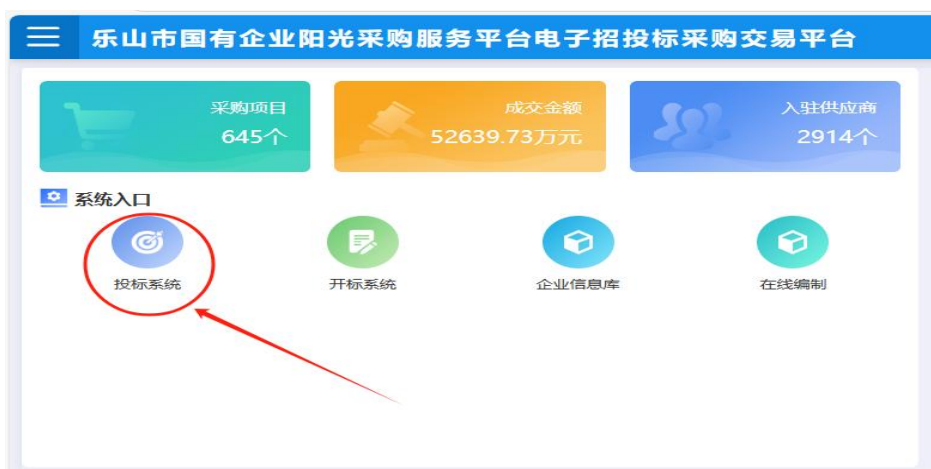 乐山市国有企业阳光采购服务平台电子招投标采购交易平台
采购项目
645个
成交金额
52639.73万元
入驻供应商
2914个
系统入口
投标系统
开标系统
企业信息库
在线编制